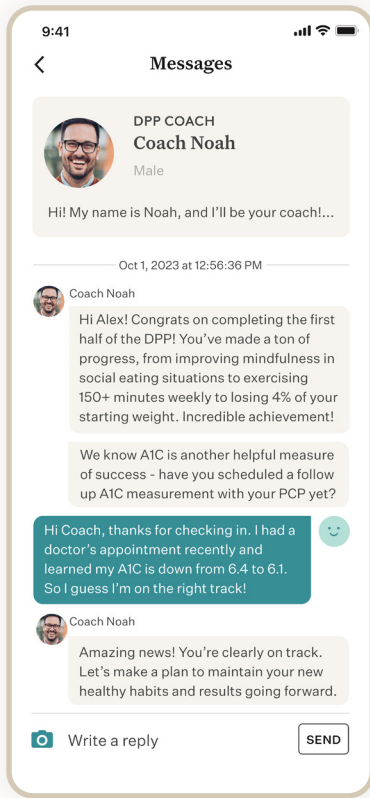 9:41
Messages
DPP COACH
Coach Noah
Male
Hi! My name is Noah, and I'll be your coach!...
Oct 1, 2023 at 12:56:36 PM
Coach Noah
Hi Alex! Congrats on completing the first
half of the DPP! You've made a ton of
progress, from improving mindfulness in
social eating situations to exercising
150+ minutes weekly to losing 4% of your
starting weight. Incredible achievement!
We know A1C is another helpful measure
of success - have you scheduled a follow
up A1C measurement with your PCP yet?
Hi Coach, thanks for checking in. I had a
doctor's appointment recently and
learned my A1C is down from 6.4 to 6.1.
So I guess I'm on the right track!
Coach Noah
Amazing news! You're clearly on track.
Let's make a plan to maintain your new
healthy habits and results going forward.
Write a reply
SEND